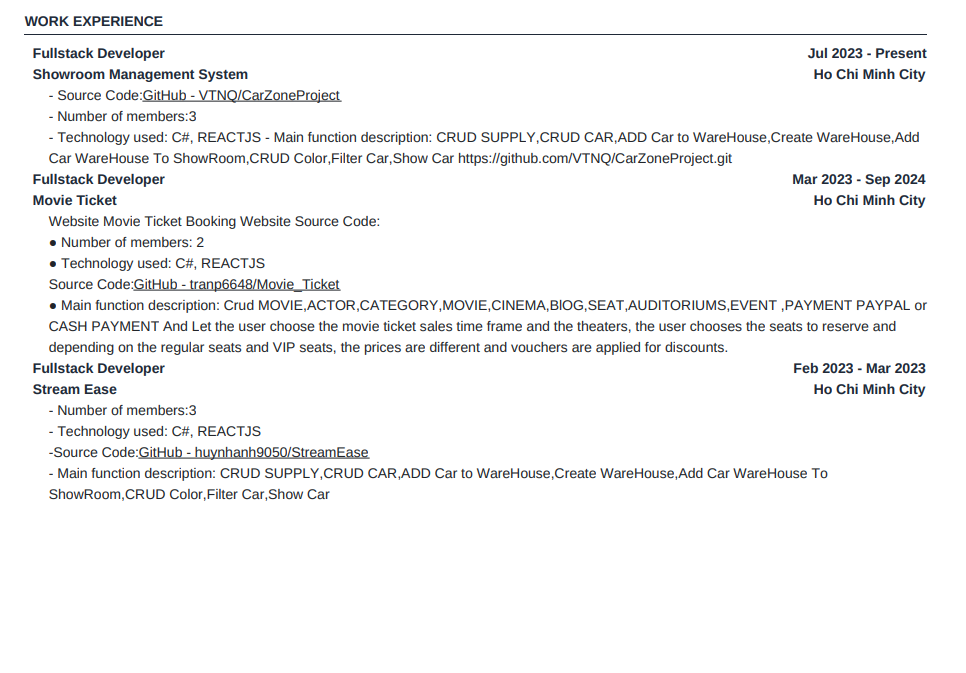 WORK EXPERIENCE
Fullstack Developer Jul 2023 - Present
Showroom Management System Ho Chi Minh City
- Source Code:GitHub - VTNQ/CarZoneProject
- Number of members:3
- Technology used: C#, REACTJS - Main function description: CRUD SUPPLY,CRUD CAR,ADD Car to WareHouse,Create WareHouse,Add
Car WareHouse To ShowRoom,CRUD Color,Filter Car,Show Car https://github.com/VTNQ/CarZoneProject.git
Fullstack Developer Mar 2023 - Sep 2024
Movie Ticket Ho Chi Minh City
Website Movie Ticket Booking Website Source Code:
● Number of members: 2
● Technology used: C#, REACTJS
Source Code:GitHub - tranp6648/Movie_Ticket
● Main function description: Crud MOVIE,ACTOR,CATEGORY,MOVIE,CINEMA,BlOG,SEAT,AUDITORIUMS,EVENT ,PAYMENT PAYPAL or
CASH PAYMENT And Let the user choose the movie ticket sales time frame and the theaters, the user chooses the seats to reserve and
depending on the regular seats and VIP seats, the prices are different and vouchers are applied for discounts.
Fullstack Developer Feb 2023 - Mar 2023
Stream Ease Ho Chi Minh City
- Number of members:3
- Technology used: C#, REACTJS
-Source Code:GitHub - huynhanh9050/StreamEase
- Main function description: CRUD SUPPLY,CRUD CAR,ADD Car to WareHouse,Create WareHouse,Add Car WareHouse To
ShowRoom,CRUD Color,Filter Car,Show Car